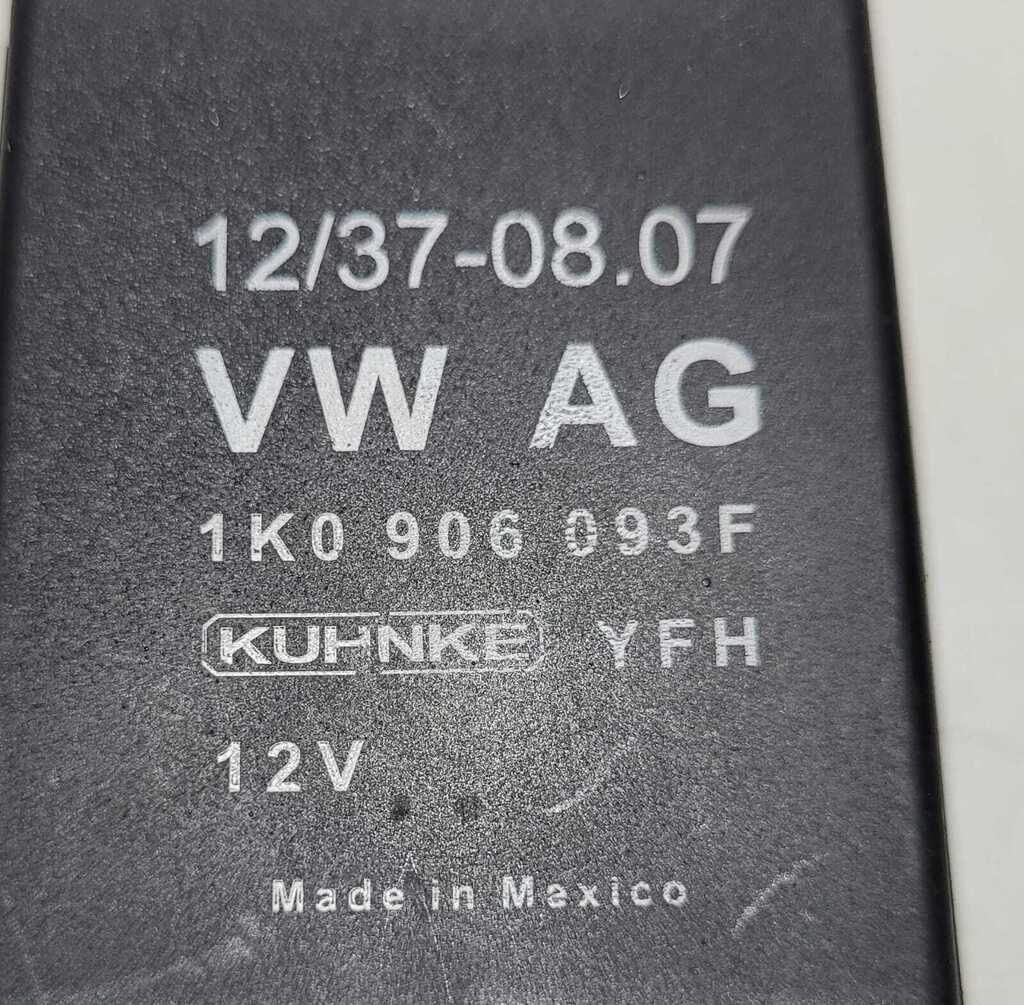 12/37-08.07
VW AG
1K0 906 093F
KUHNKE YFH
12V
Made in Mexico